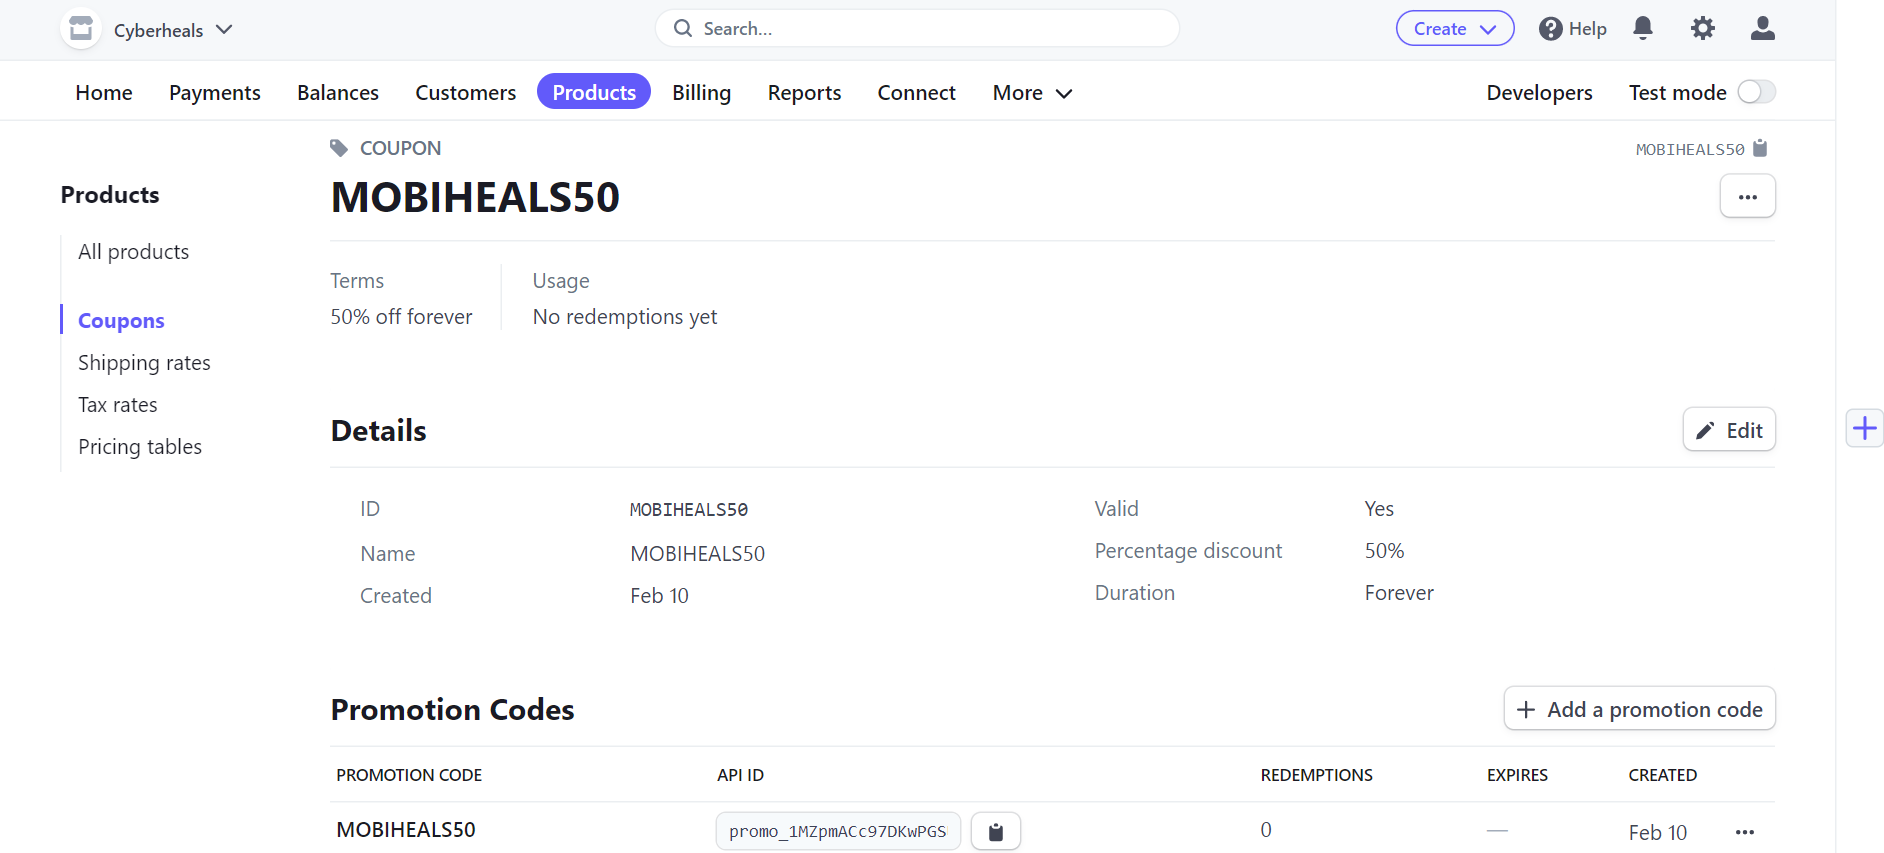 Cyberheals
Search...
Create
Help
Home Payments Balances Customers Products Billing Reports Connect More Developers Test mode
COUPON
MOBIHEALS50
MOBIHEALS50
Products
All products
Coupons
Shipping rates
Tax rates
Pricing tables
Terms
50% off forever
Usage
No redemptions yet
Details
Edit
ID MOBIHEALS50
Name MOBIHEALS50
Created Feb 10
Valid Yes
Percentage discount 50%
Duration Forever
Promotion Codes
Add a promotion code
PROMOTION CODE API ID REDEMPTIONS EXPIRES CREATED
MOBIHEALS50 promo_1MZpmACc97DKwPGS 0 — Feb 10